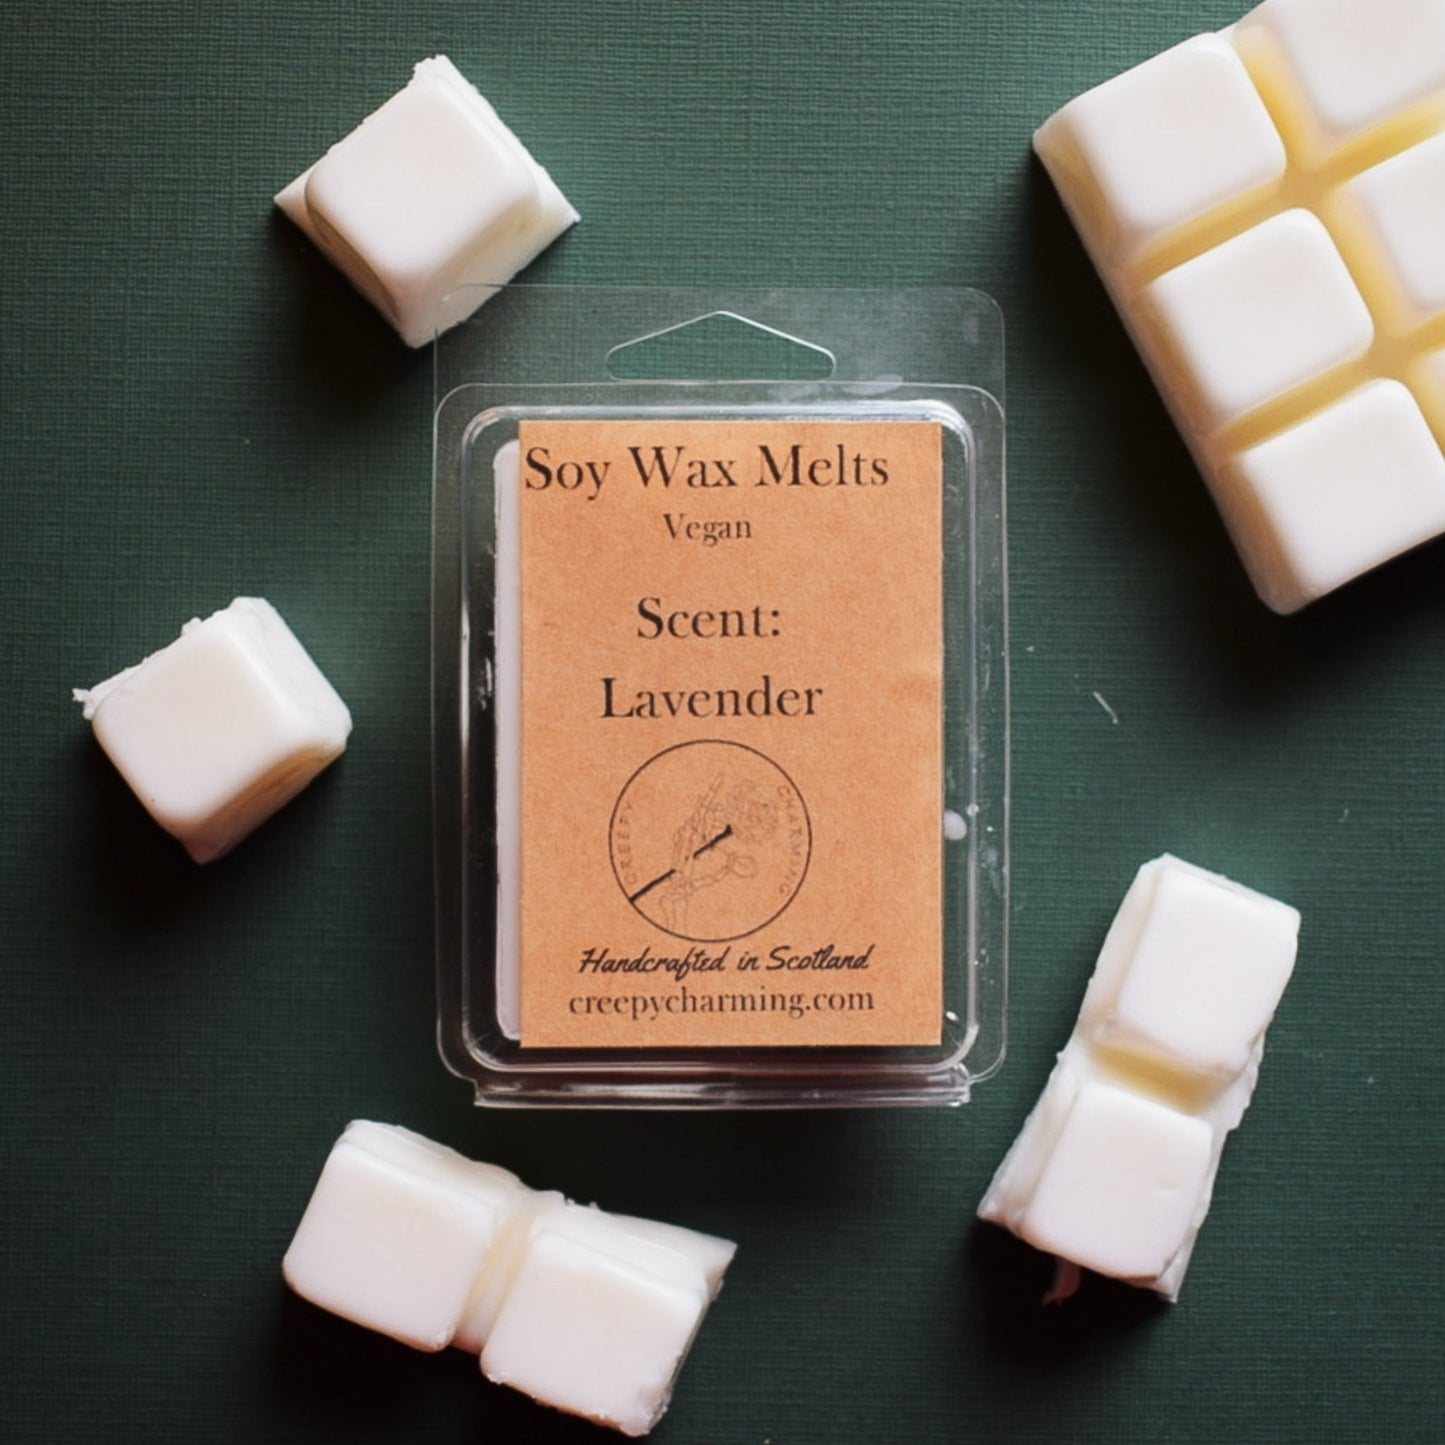 Soy Wax Melts
Vegan
Scent:
Lavender
CREEPY
CHARMING
Handcrafted in Scotland
creepycharming.com